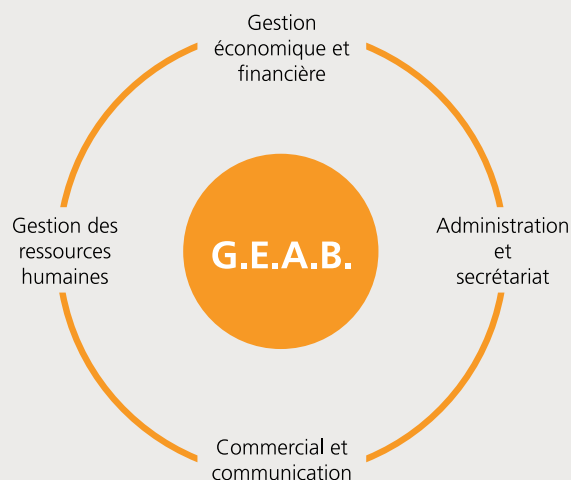 Gestion
économique et
financière
Gestion des
ressources
humaines
G.E.A.B.
Administration
et
secrétariat
Commercial et
communication